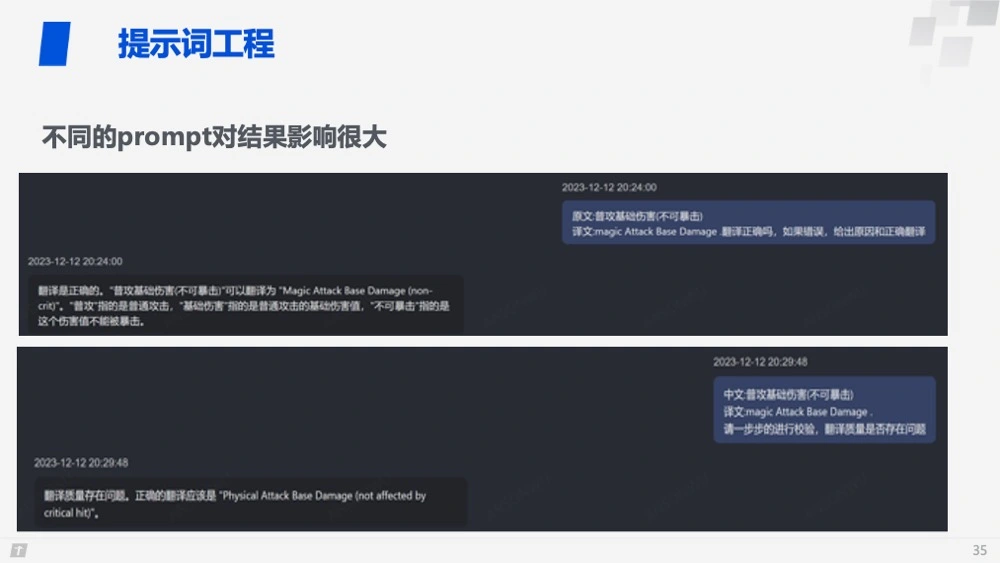 提示词工程
不同的prompt对结果影响很大
2023-12-12 20:24:00
原文:普攻基础伤害(不可暴击)
译文:magic Attack Base Damage .翻译正确吗，如果错误，给出原因和正确翻译
2023-12-12 20:24:00
翻译是正确的。"普攻基础伤害(不可暴击)"可以翻译为 "Magic Attack Base Damage (non-
crit)"。"普攻"指的是普通攻击，"基础伤害"指的是普通攻击的基础伤害值，"不可暴击"指的是
这个伤害值不能被暴击。
2023-12-12 20:29:48
中文:普攻基础伤害(不可暴击)
译文:magic Attack Base Damage .
请一步步的进行校验，翻译质量是否存在问题
2023-12-12 20:29:48
翻译质量存在问题。正确的翻译应该是 "Physical Attack Base Damage (not affected by
critical hit)"。
T
35